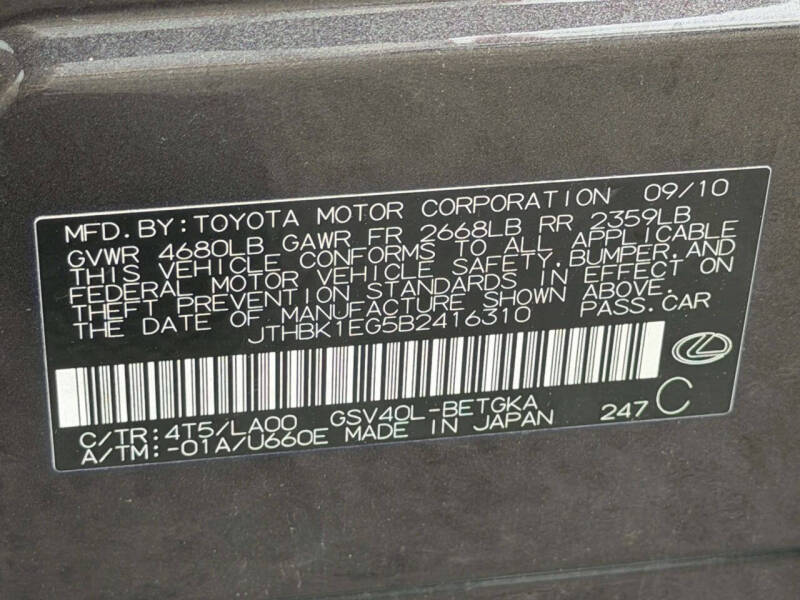 MFD.BY:TOYOTA MOTOR CORPORATION 09/10
GVWR 4680LB GAWR FR 2668LB RR 2359LB
THIS VEHICLE CONFORMS TO ALL APPLICABLE
FEDERAL MOTOR VEHICLE SAFETY,BUMPER,AND
THEFT PREVENTION STANDARDS IN EFFECT ON
THE DATE OF MANUFACTURE SHOWN ABOVE.
JTHBK1EG5B2416310 PASS.CAR
C/TR:4T5/LA00 GSV40L-BETGKA 247 C
A/TM:-01A/U660E MADE IN JAPAN